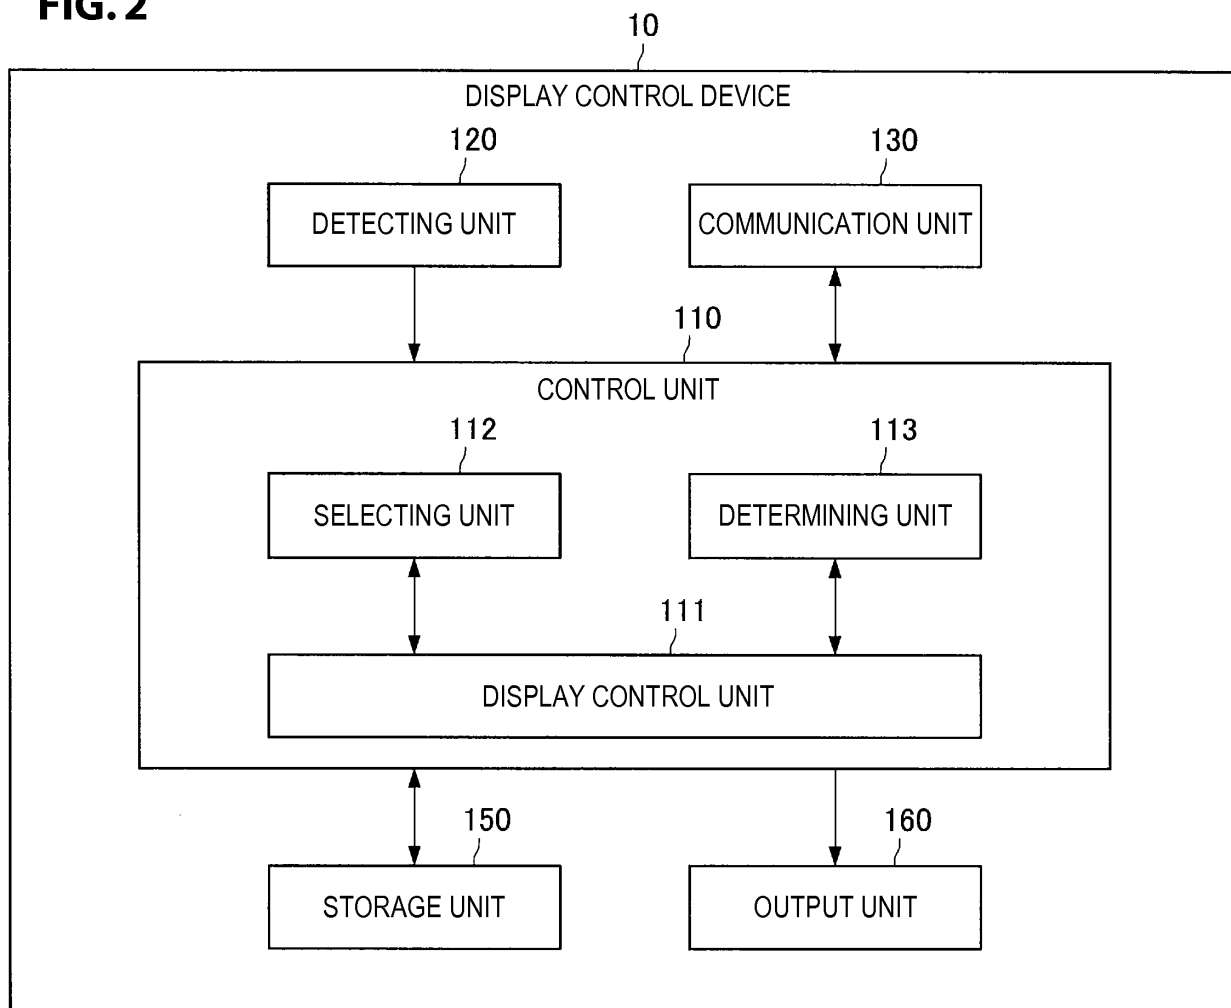 FIG. 2
10
DISPLAY CONTROL DEVICE
120
130
DETECTING UNIT
COMMUNICATION UNIT
110
CONTROL UNIT
112
113
SELECTING UNIT
DETERMINING UNIT
111
DISPLAY CONTROL UNIT
150
160
STORAGE UNIT
OUTPUT UNIT